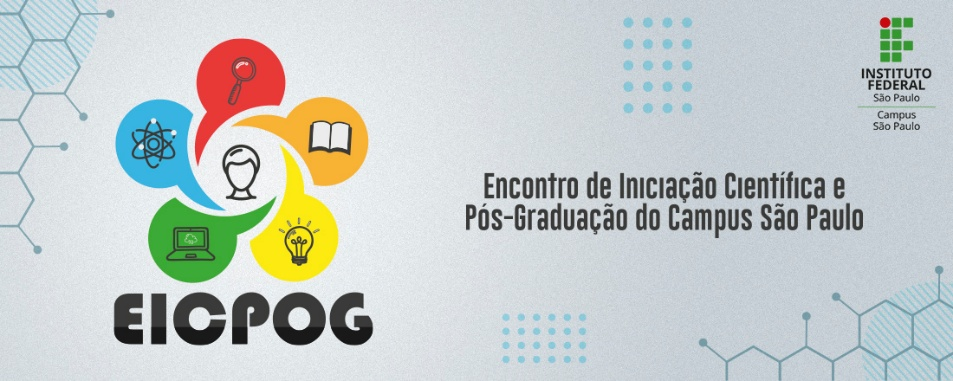 INSTITUTO
FEDERAL
São Paulo
Campus
São Paulo
Encontro de Iniciação Científica e
Pós-Graduação do Campus São Paulo
EICPOG